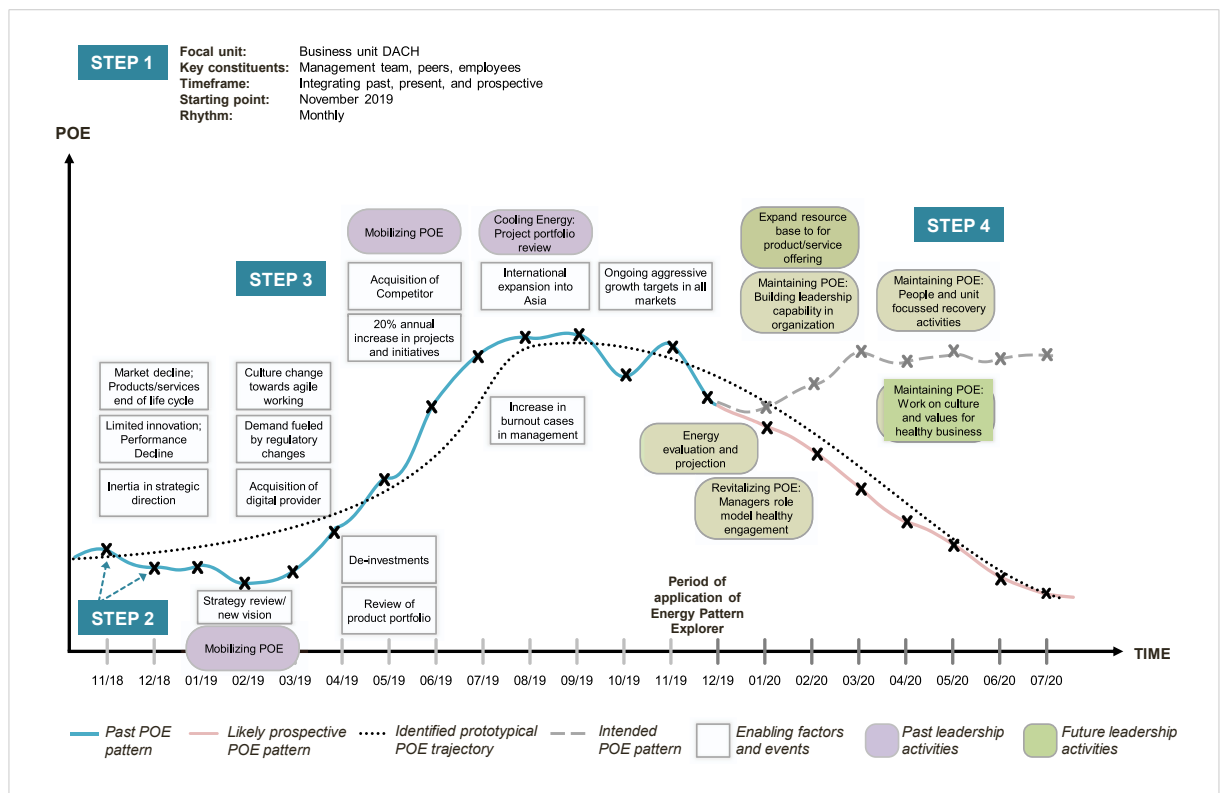 STEP 1
Focal unit: Business unit DACH
Key constituents: Management team, peers, employees
Timeframe: Integrating past, present, and prospective
Starting point: November 2019
Rhythm: Monthly
POE
Mobilizing POE
Cooling Energy:
Project portfolio
review
Expand resource
base to for
product/service
offering
STEP 4
STEP 3
Acquisition of
Competitor
International
expansion into
Asia
Ongoing aggressive
growth targets in all
markets
Maintaining POE:
Building leadership
capability in
organization
Maintaining POE:
People and unit
focussed recovery
activities
20% annual
increase in projects
and initiatives
Market decline;
Products/services
end of life cycle
Culture change
towards agile
working
Limited innovation;
Performance
Decline
Demand fueled
by regulatory
changes
Increase in
burnout cases
in management
Maintaining POE:
Work on culture
and values for
healthy business
Energy
evaluation and
projection
Inertia in strategic
direction
Acquisition of
digital provider
Revitalizing POE:
Managers role
model healthy
engagement
De-investments
Review of
product portfolio
Period of
application of
Energy Pattern
Explorer
STEP 2
Strategy review/
new vision
Mobilizing POE
TIME
11/18 12/18 01/19 02/19 03/19 04/19 05/19 06/19 07/19 08/19 09/19 10/19 11/19 12/19 01/20 02/20 03/20 04/20 05/20 06/20 07/20
Past POE
pattern
Likely prospective
POE pattern
Identified prototypical
POE trajectory
Intended
POE pattern
Enabling factors
and events
Past leadership
activities
Future leadership
activities